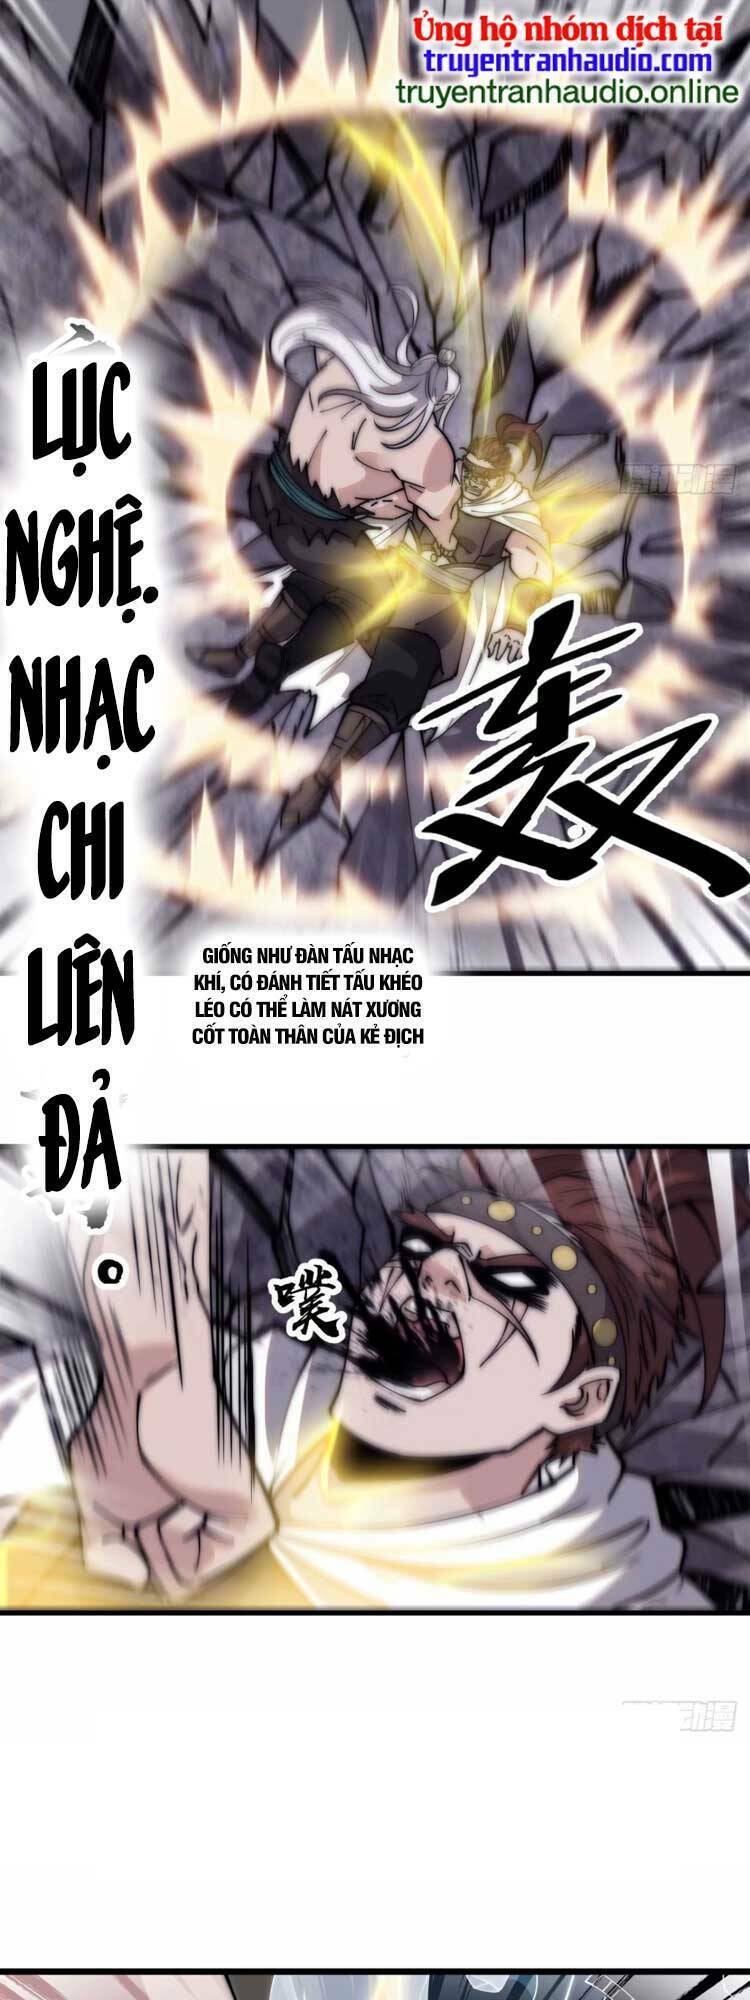 Ủng hộ nhóm dịch tại
truyentranhaudio.com
truyentranhaudio.online
LỤC
NGHỆ.
NHẠC
CHI
LIÊN
ĐẢ
。
轰
GIỐNG NHƯ ĐÀN TẤU NHẠC
KHÍ, CÓ ĐÁNH TIẾT TẤU KHÉO
LÉO CÓ THỂ LÀM NÁT XƯƠNG
CỐT TOÀN THÂN CỦA KẺ ĐỊCH
噗